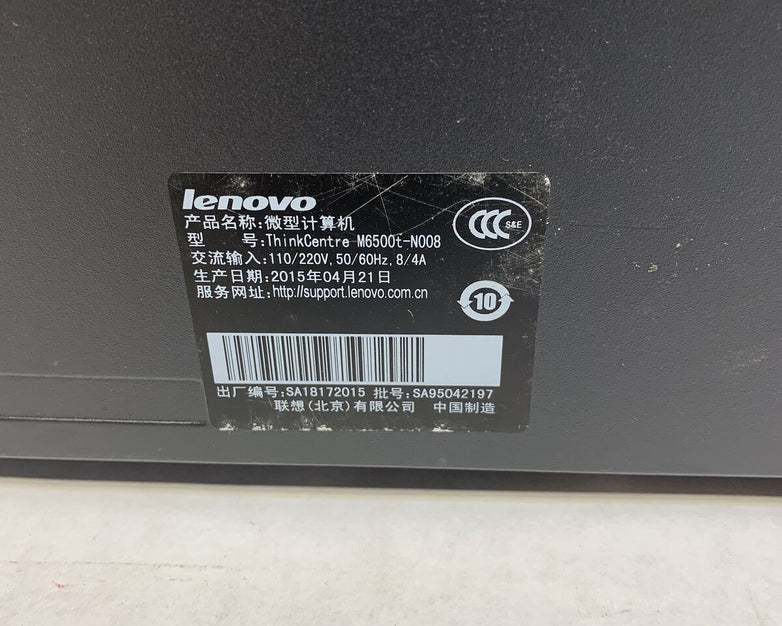 lenovo
产品名称:微型计算机
型 号:ThinkCentre M6500t-N008
交流输入:110/220V,50/60Hz,8/4A
生产日期:2015年04月21日
服务网址:http://support.lenovo.com.cn
CCC S&E
10
出厂编号:SA18172015 批号:SA95042197
联想(北京)有限公司 中国制造